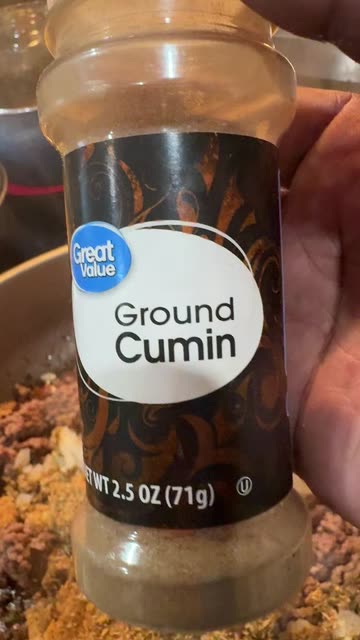 Great
Value
Ground
Cumin
ET WT 2.5 OZ (71g)
U